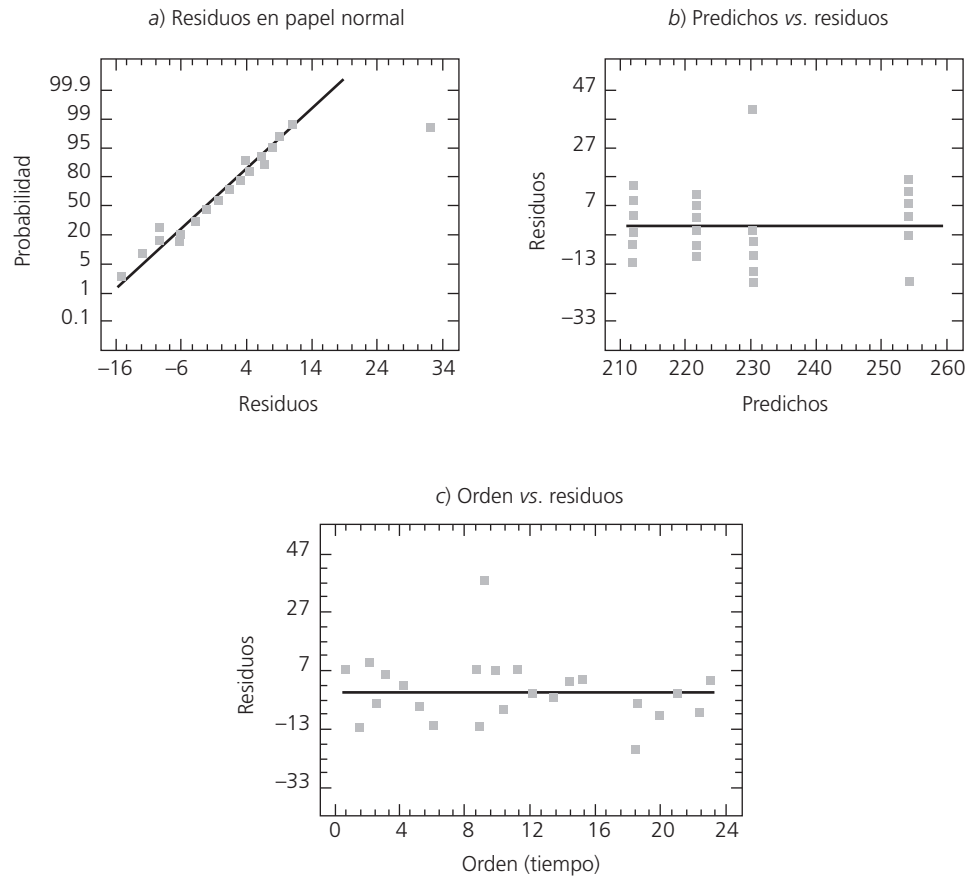 a) Residuos en papel normal
99.9
99
95
80
50
20
5
1
0.1
Probabilidad
−16 −6 4 14 24 34
Residuos
b) Predichos vs. residuos
47
27
7
−13
−33
Residuos
210 220 230 240 250 260
Predichos
c) Orden vs. residuos
47
27
7
−13
−33
Residuos
0 4 8 12 16 20 24
Orden (tiempo)